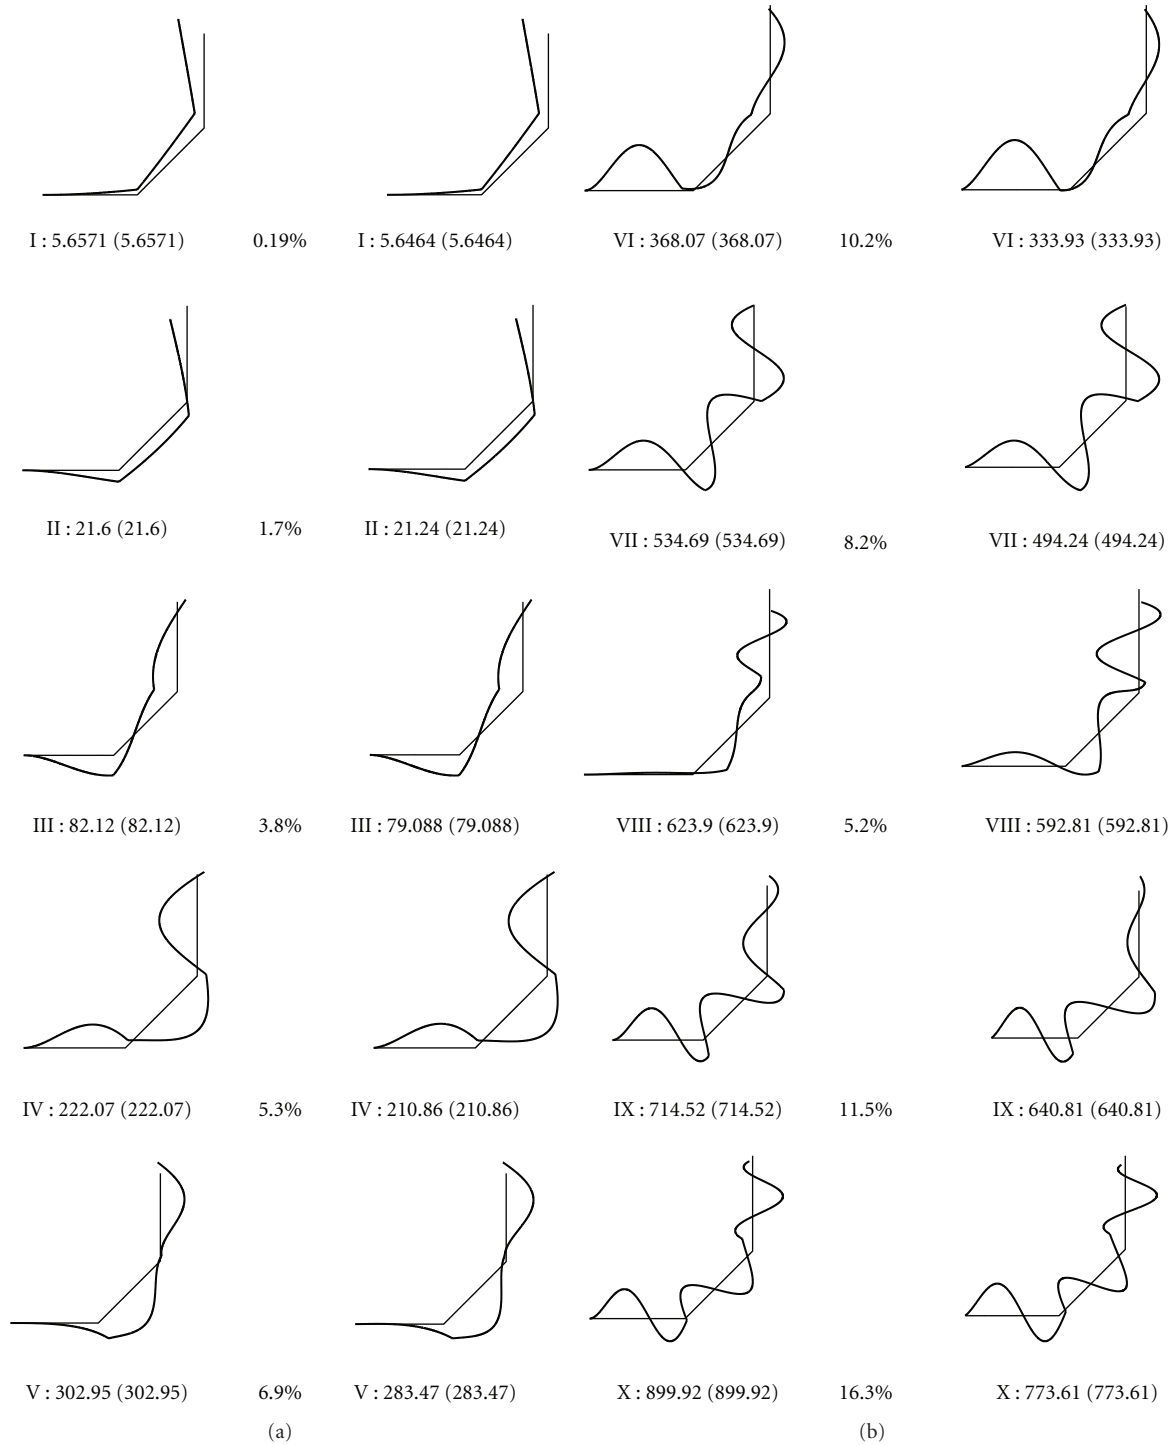 I : 5.6571 (5.6571) 0.19% I : 5.6464 (5.6464) VI : 368.07 (368.07) 10.2% VI : 333.93 (333.93)
II : 21.6 (21.6) 1.7% II : 21.24 (21.24) VII : 534.69 (534.69) 8.2% VII : 494.24 (494.24)
III : 82.12 (82.12) 3.8% III : 79.088 (79.088) VIII : 623.9 (623.9) 5.2% VIII : 592.81 (592.81)
IV : 222.07 (222.07) 5.3% IV : 210.86 (210.86) IX : 714.52 (714.52) 11.5% IX : 640.81 (640.81)
V : 302.95 (302.95) 6.9% V : 283.47 (283.47) X : 899.92 (899.92) 16.3% X : 773.61 (773.61)
(a) (b)